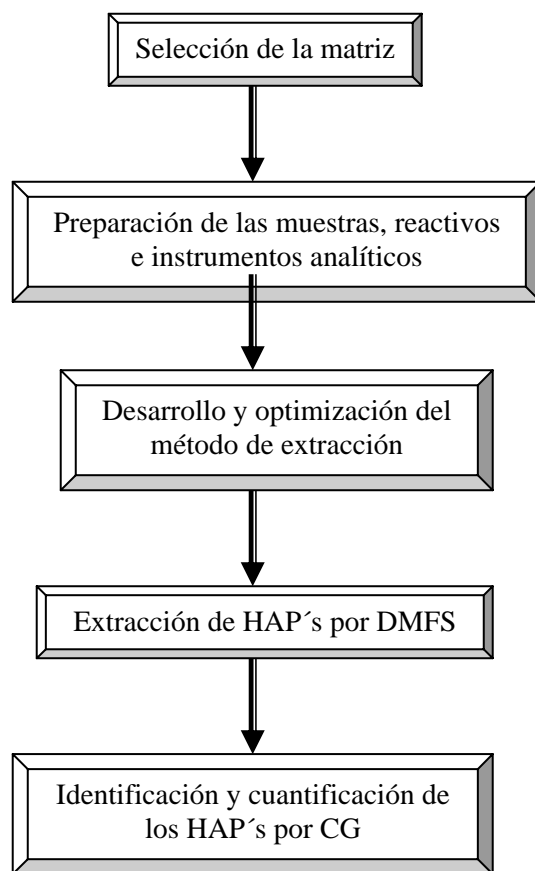 Selección de la matriz
Preparación de las muestras, reactivos
e instrumentos analíticos
Desarrollo y optimización del
método de extracción
Extracción de HAP´s por DMFS
Identificación y cuantificación de
los HAP´s por CG